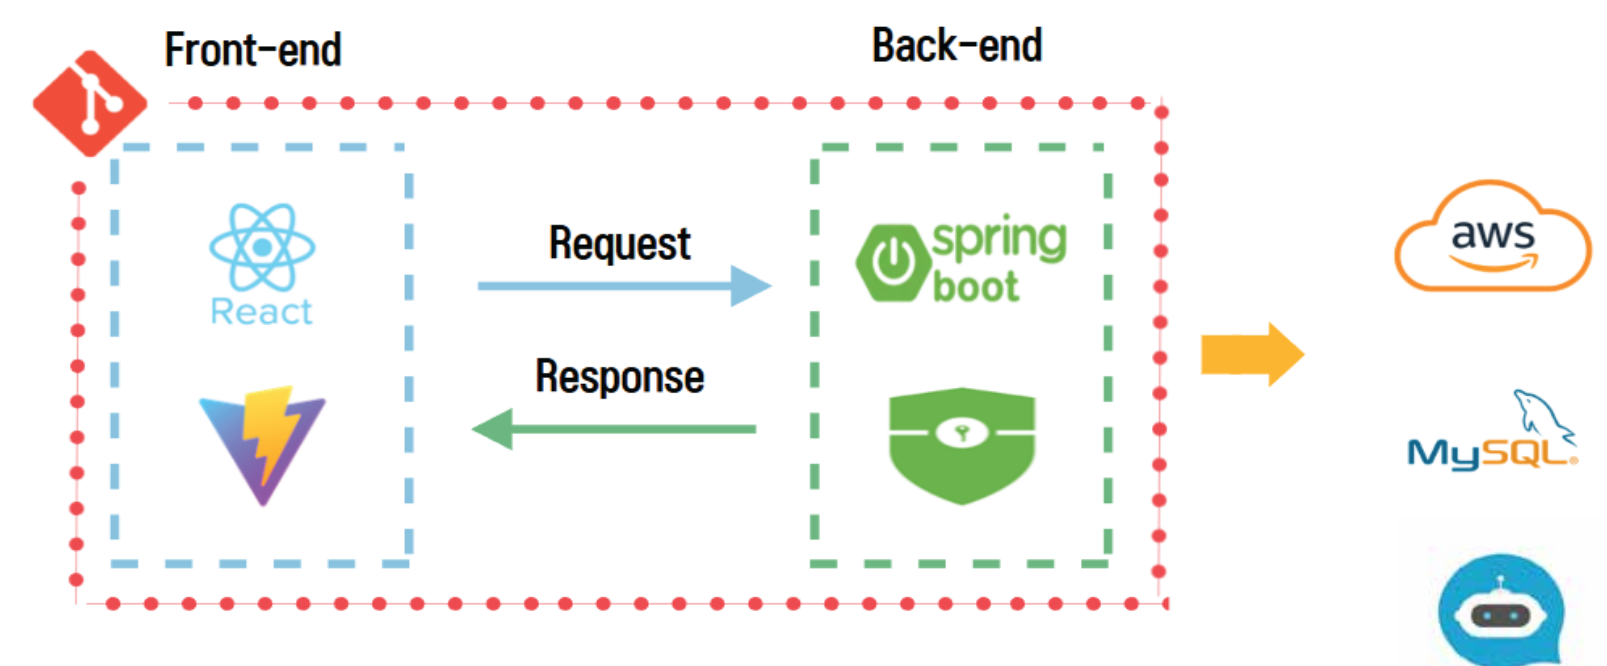 Front-end
Back-end
React
Request
Response
spring
boot
aws
MySQL®